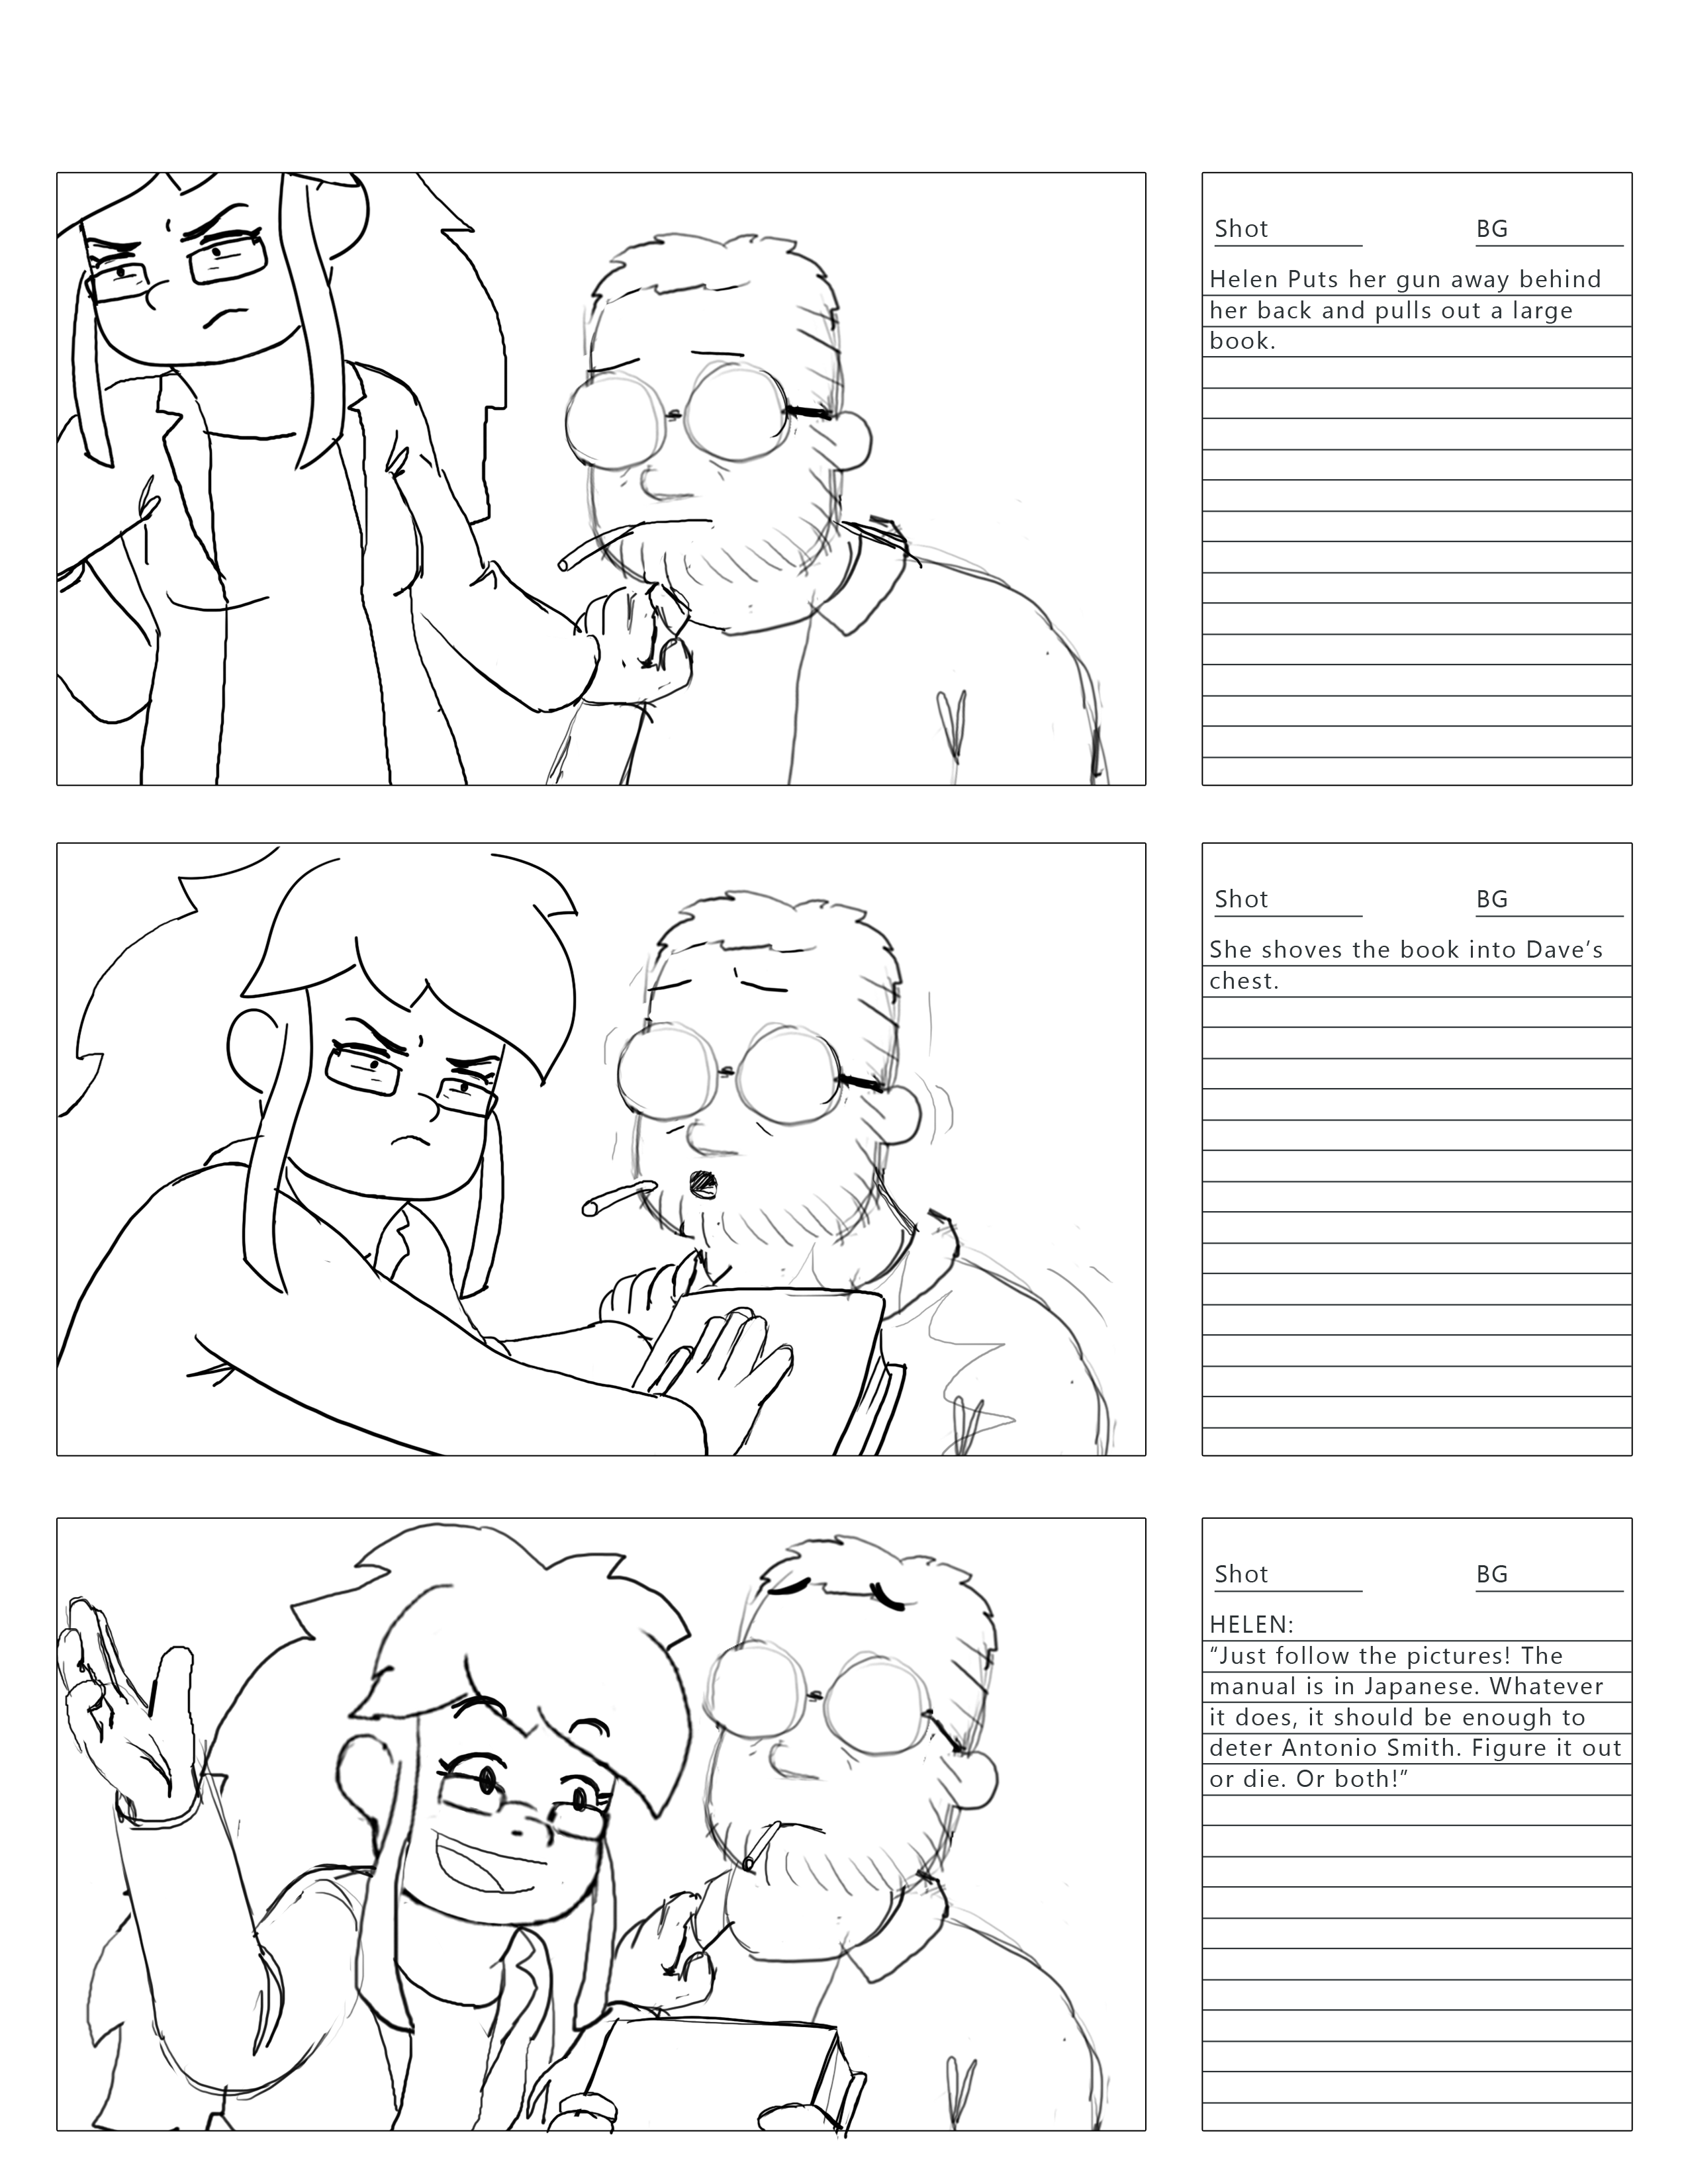 Shot BG
Helen Puts her gun away behind
her back and pulls out a large
book.
Shot BG
She shoves the book into Dave’s
chest.
Shot BG
HELEN:
“Just follow the pictures! The
manual is in Japanese. Whatever
it does, it should be enough to
deter Antonio Smith. Figure it out
or die. Or both!”